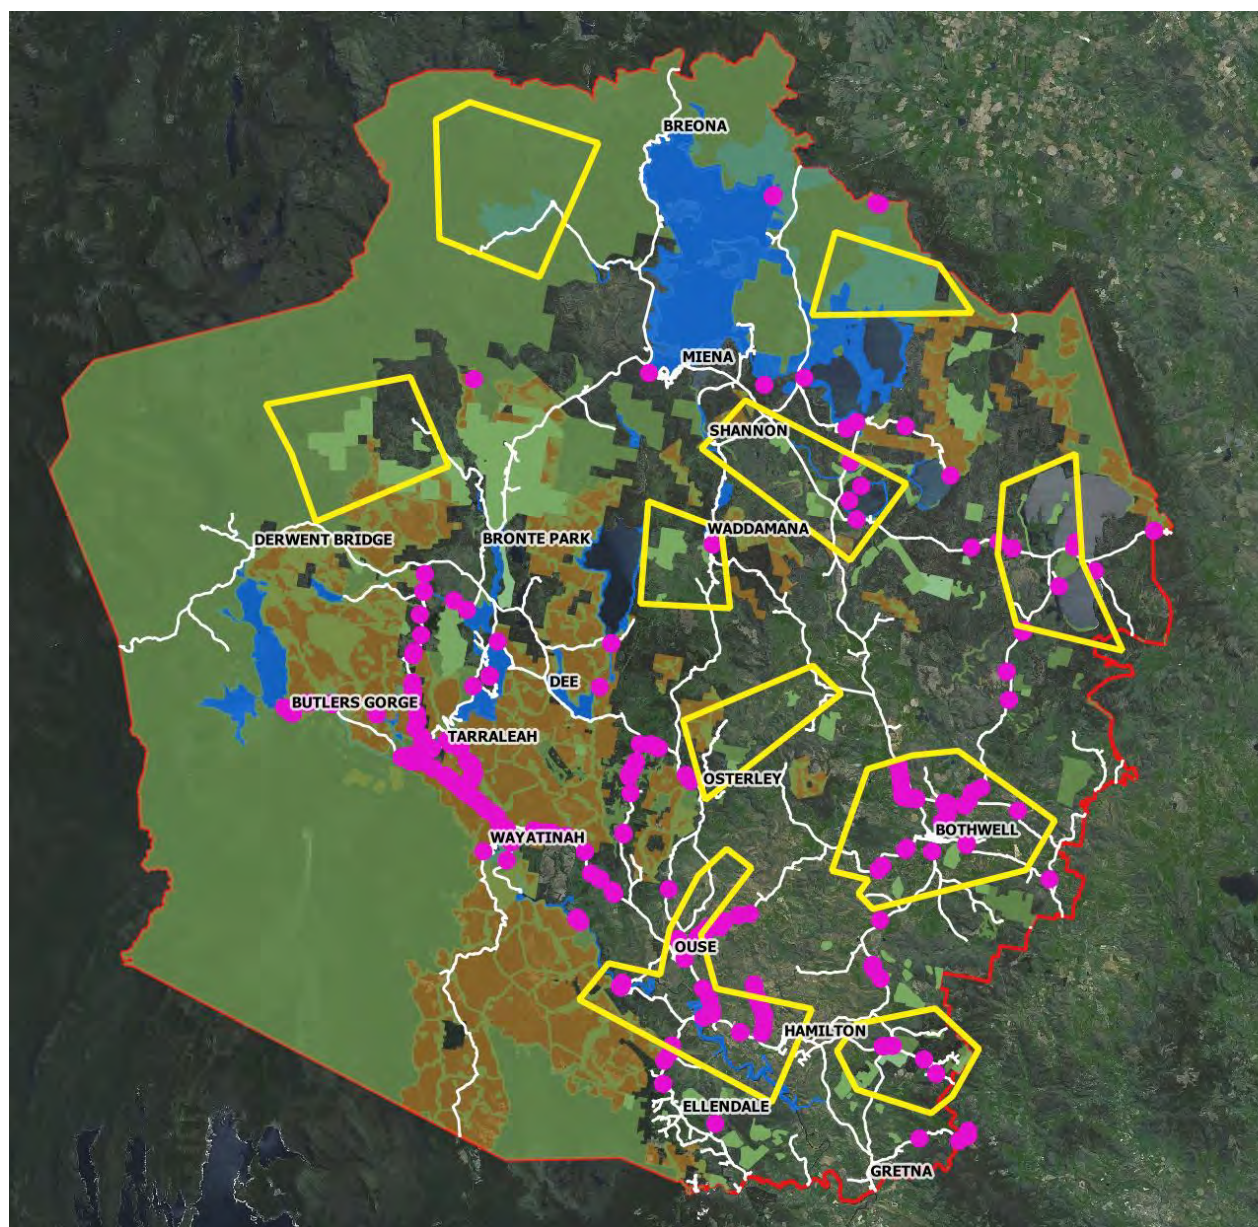 BREONA
MIENA
SHANNON
WADDAMANA
DERWENT BRIDGE
BRONTE PARK
DEE
BUTLERS GORGE
TARRALEAH
OSTERLEY
WAYATINAH
BOTHWELL
OUSE
HAMILTON
ELLENDALE
GRETNA